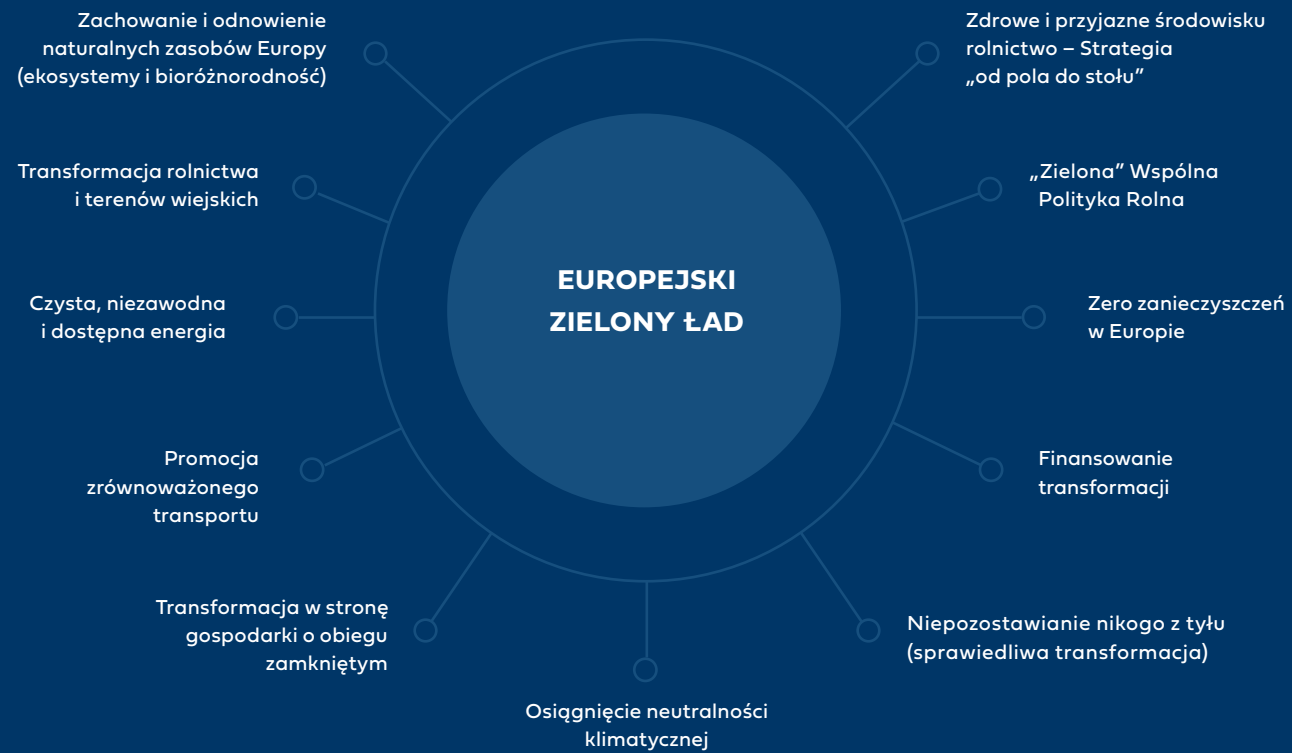 Zachowanie i odnowienie
naturalnych zasobów Europy
(ekosystemy i bioróżnorodność)
Zdrowe i przyjazne środowisku
rolnictwo – Strategia
„od pola do stołu”
Transformacja rolnictwa
i terenów wiejskich
„Zielona” Wspólna
Polityka Rolna
EUROPEJSKI
ZIELONY ŁAD
Czysta, niezawodna
i dostępna energia
Zero zanieczyszczeń
w Europie
Promocja
zrównoważonego
transportu
Finansowanie
transformacji
Transformacja w stronę
gospodarki o obiegu
zamkniętym
Niepozostawianie nikogo z tyłu
(sprawiedliwa transformacja)
Osiągnięcie neutralności
klimatycznej